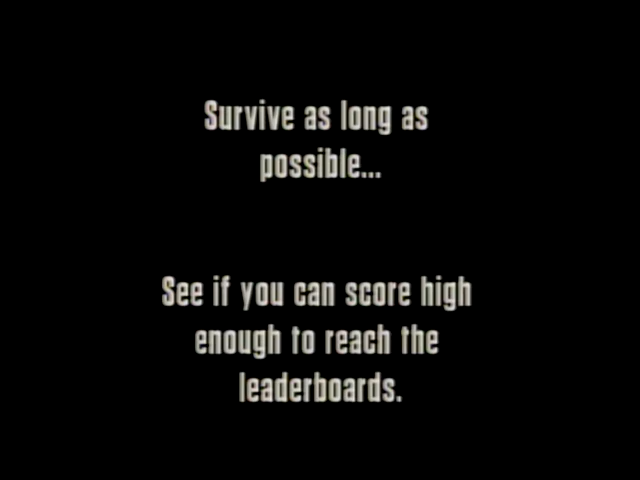 Survive as long as
possible...
See if you can score high
enough to reach the
leaderboards.